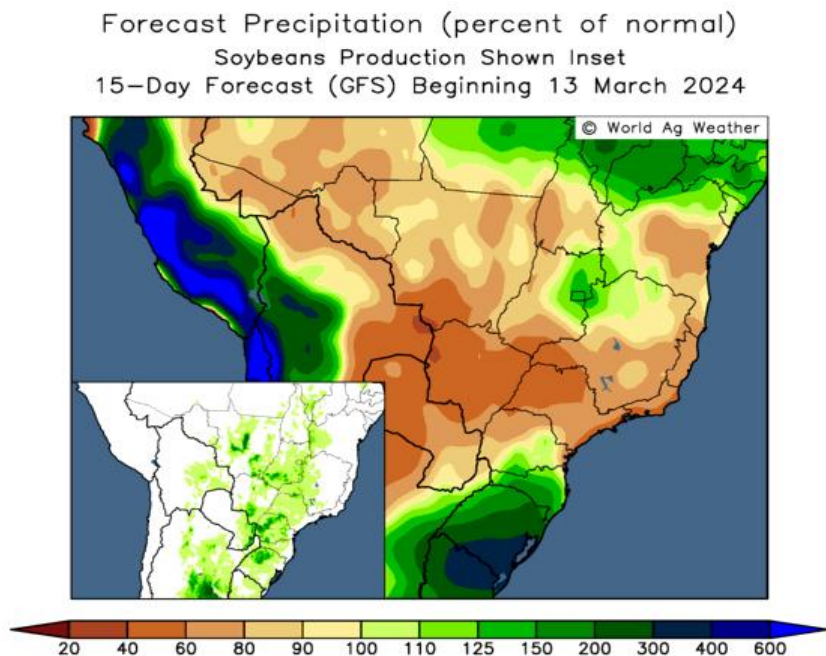 Forecast Precipitation (percent of normal)
Soybeans Production Shown Inset
15-Day Forecast (GFS) Beginning 13 March 2024
© World Ag Weather
20 40 60 80 90 100 110 125 150 200 300 400 600